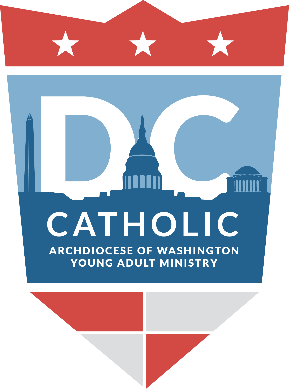 DC
CATHOLIC
ARCHDIOCESE OF WASHINGTON
YOUNG ADULT MINISTRY